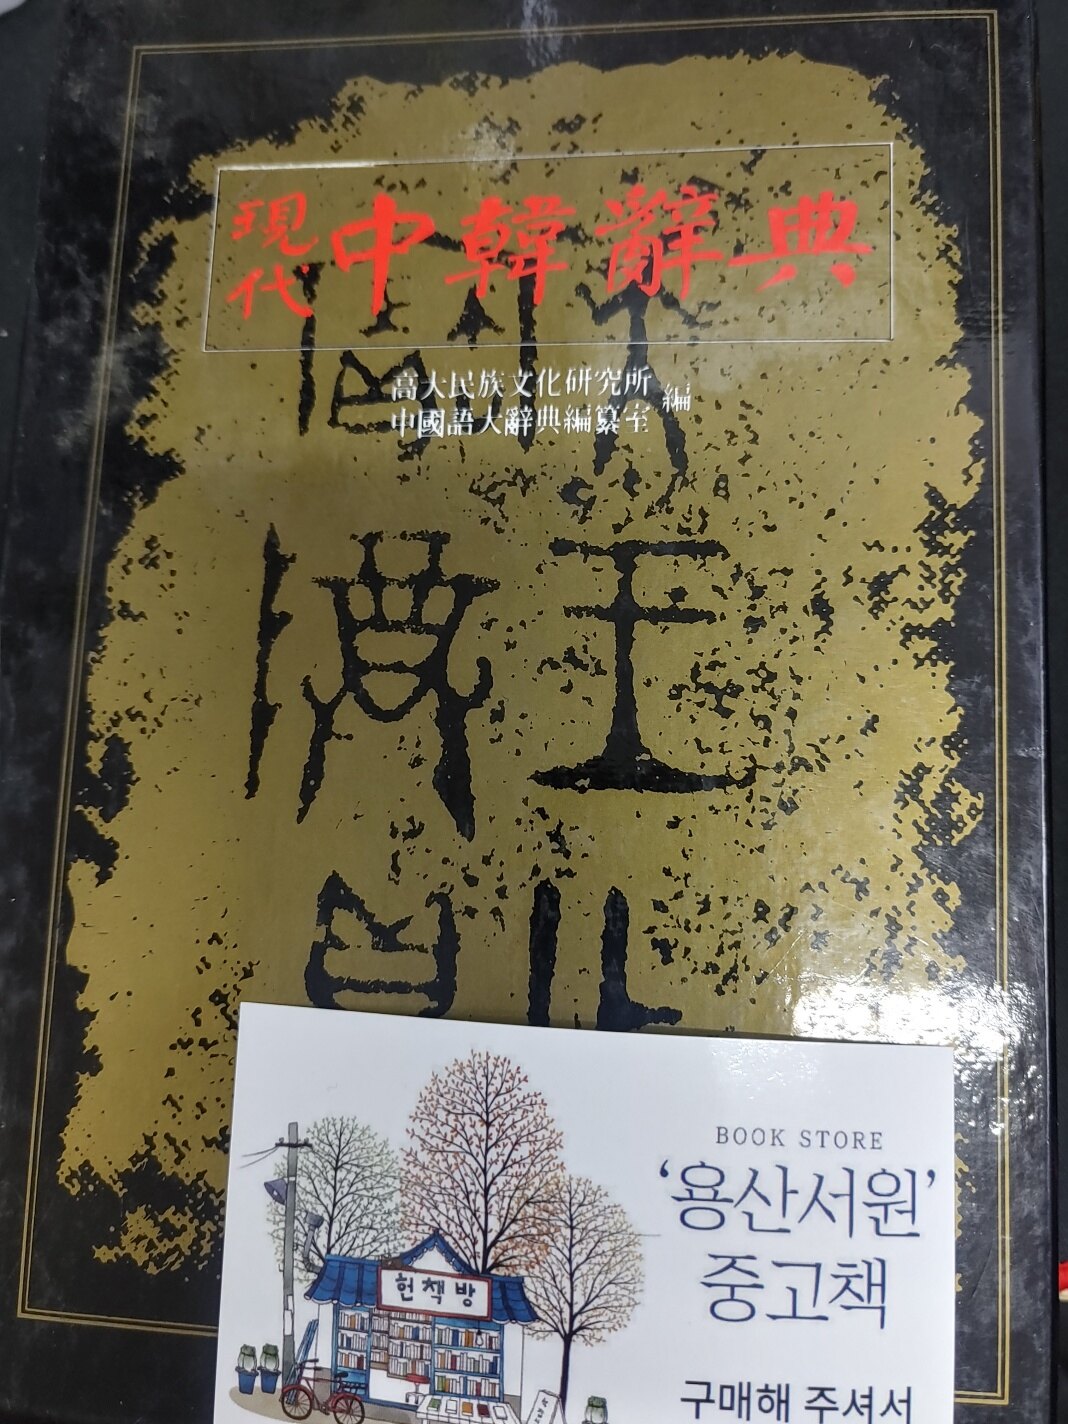 現代 中韓辭典
高大民族文化研究所
中國語大辭典編纂室 編
BOOK STORE
‘용산서원’
중고책
헌책방
구매해 주셔서